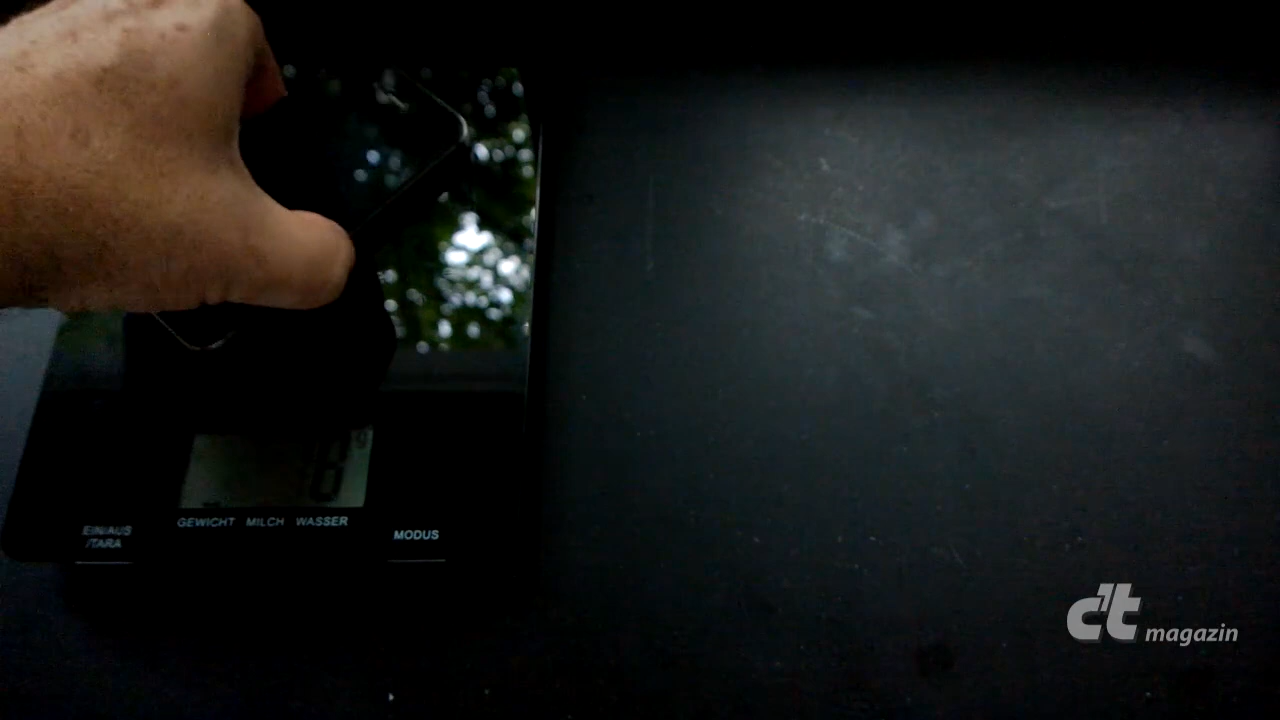 g
GEWICHT MILCH WASSER
EIN/AUS
/TARA
MODUS
c't magazin